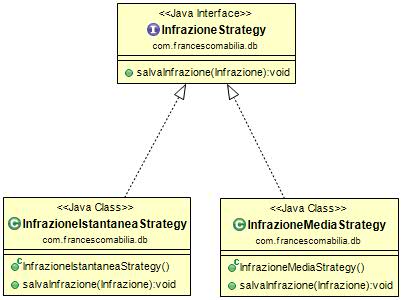 <<Java Interface>>
InfrazioneStrategy
com.francescomabilia.db
salvaInfrazione(Infrazione):void
<<Java Class>>
InfrazioneIstantaneaStrategy
com.francescomabilia.db
InfrazioneIstantaneaStrategy()
salvaInfrazione(Infrazione):void
<<Java Class>>
InfrazioneMediaStrategy
com.francescomabilia.db
InfrazioneMediaStrategy()
salvaInfrazione(Infrazione):void